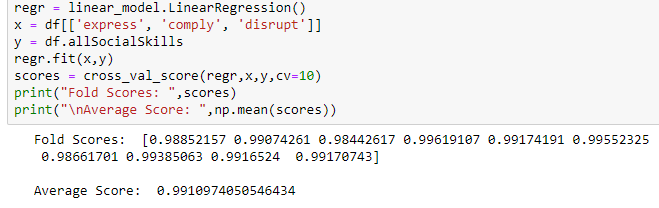 regr = linear_model.LinearRegression()
x = df[['express', 'comply', 'disrupt']]
y = df.allSocialSkills
regr.fit(x,y)
scores = cross_val_score(regr,x,y,cv=10)
print("Fold Scores: ",scores)
print("\nAverage Score: ",np.mean(scores))
Fold Scores:  [0.98852157 0.99074261 0.98442617 0.99619107 0.99174191 0.99552325
 0.98661701 0.99385063 0.9916524  0.99170743]
Average Score:  0.9910974050546434